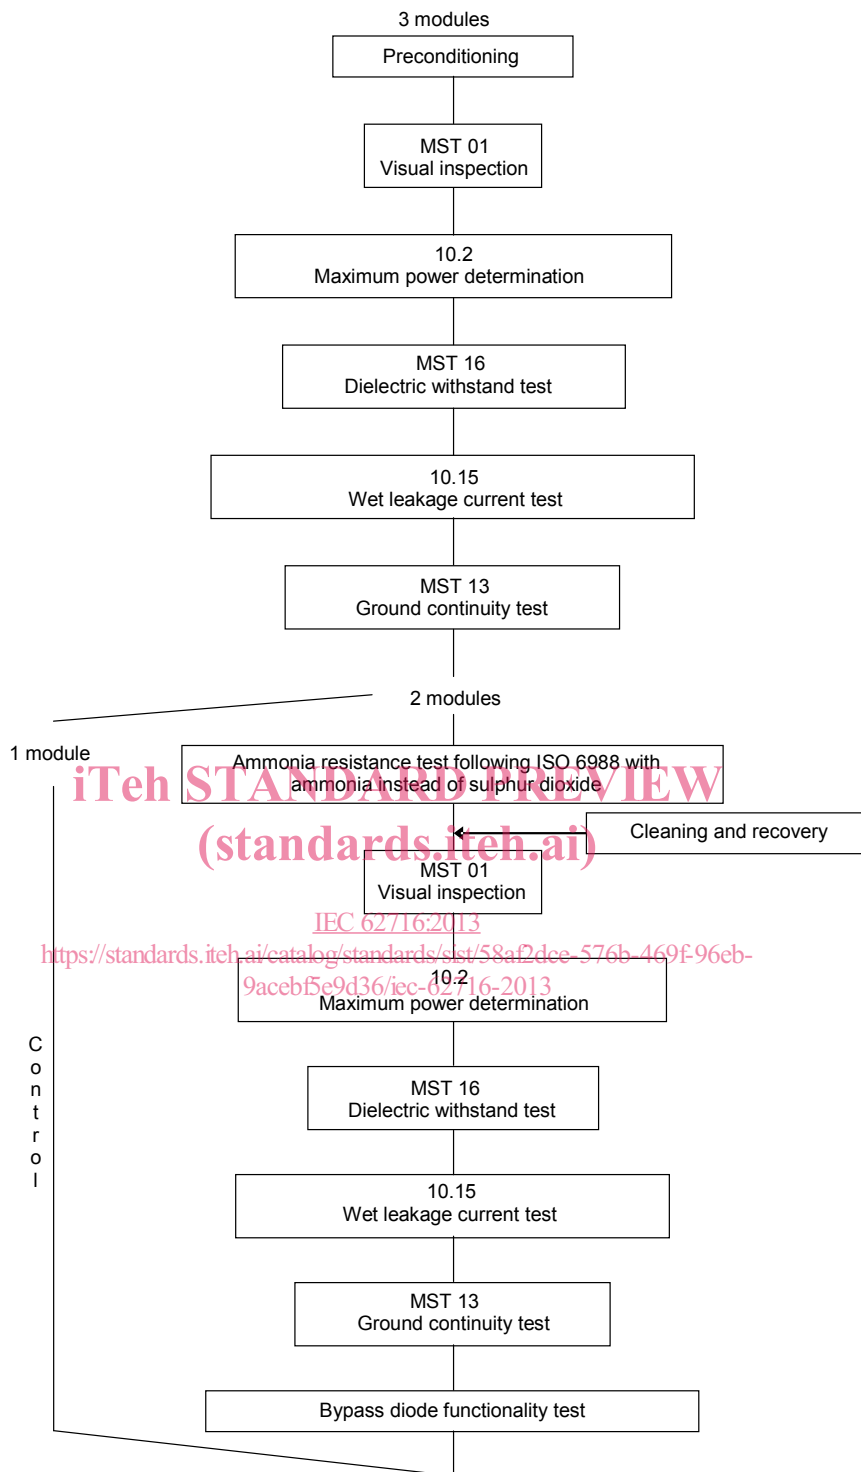 3 modules
Preconditioning
MST 01
Visual inspection
10.2
Maximum power determination
MST 16
Dielectric withstand test
10.15
Wet leakage current test
MST 13
Ground continuity test
2 modules
1 module
Ammonia resistance test following ISO 6988 with
ammonia instead of sulphur dioxide
iTeh STANDARD PREVIEW
Cleaning and recovery
(standards.iteh.ai)
MST 01
Visual inspection
IEC 62716:2013
https://standards.iteh.ai/catalog/standards/sist/58af2dce-576b-469f-96eb-
9acebf5e9d36/iec-62716-2013
10.2
Maximum power determination
Control
MST 16
Dielectric withstand test
10.15
Wet leakage current test
MST 13
Ground continuity test
Bypass diode functionality test